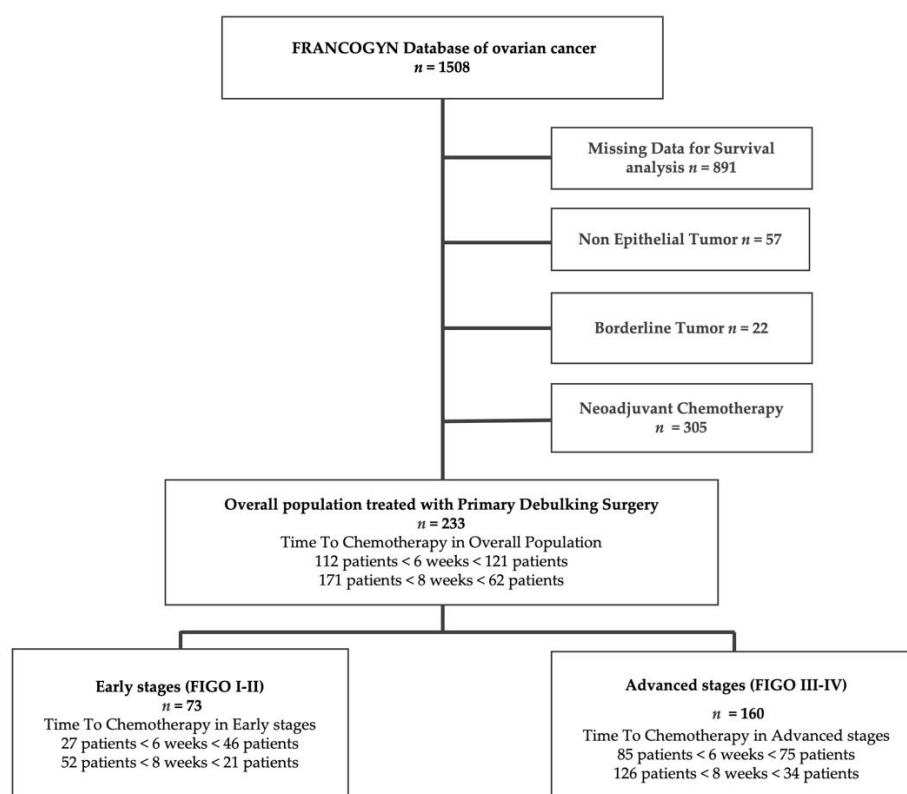 FRANCOGYN Database of ovarian cancer
n = 1508
Missing Data for Survival
analysis n = 891
Non Epithelial Tumor n = 57
Borderline Tumor n = 22
Neoadjuvant Chemotherapy
n = 305
Overall population treated with Primary Debulking Surgery
n = 233
Time To Chemotherapy in Overall Population
112 patients < 6 weeks < 121 patients
171 patients < 8 weeks < 62 patients
Early stages (FIGO I-II)
n = 73
Time To Chemotherapy in Early stages
27 patients < 6 weeks < 46 patients
52 patients < 8 weeks < 21 patients
Advanced stages (FIGO III-IV)
n = 160
Time To Chemotherapy in Advanced stages
85 patients < 6 weeks < 75 patients
126 patients < 8 weeks < 34 patients